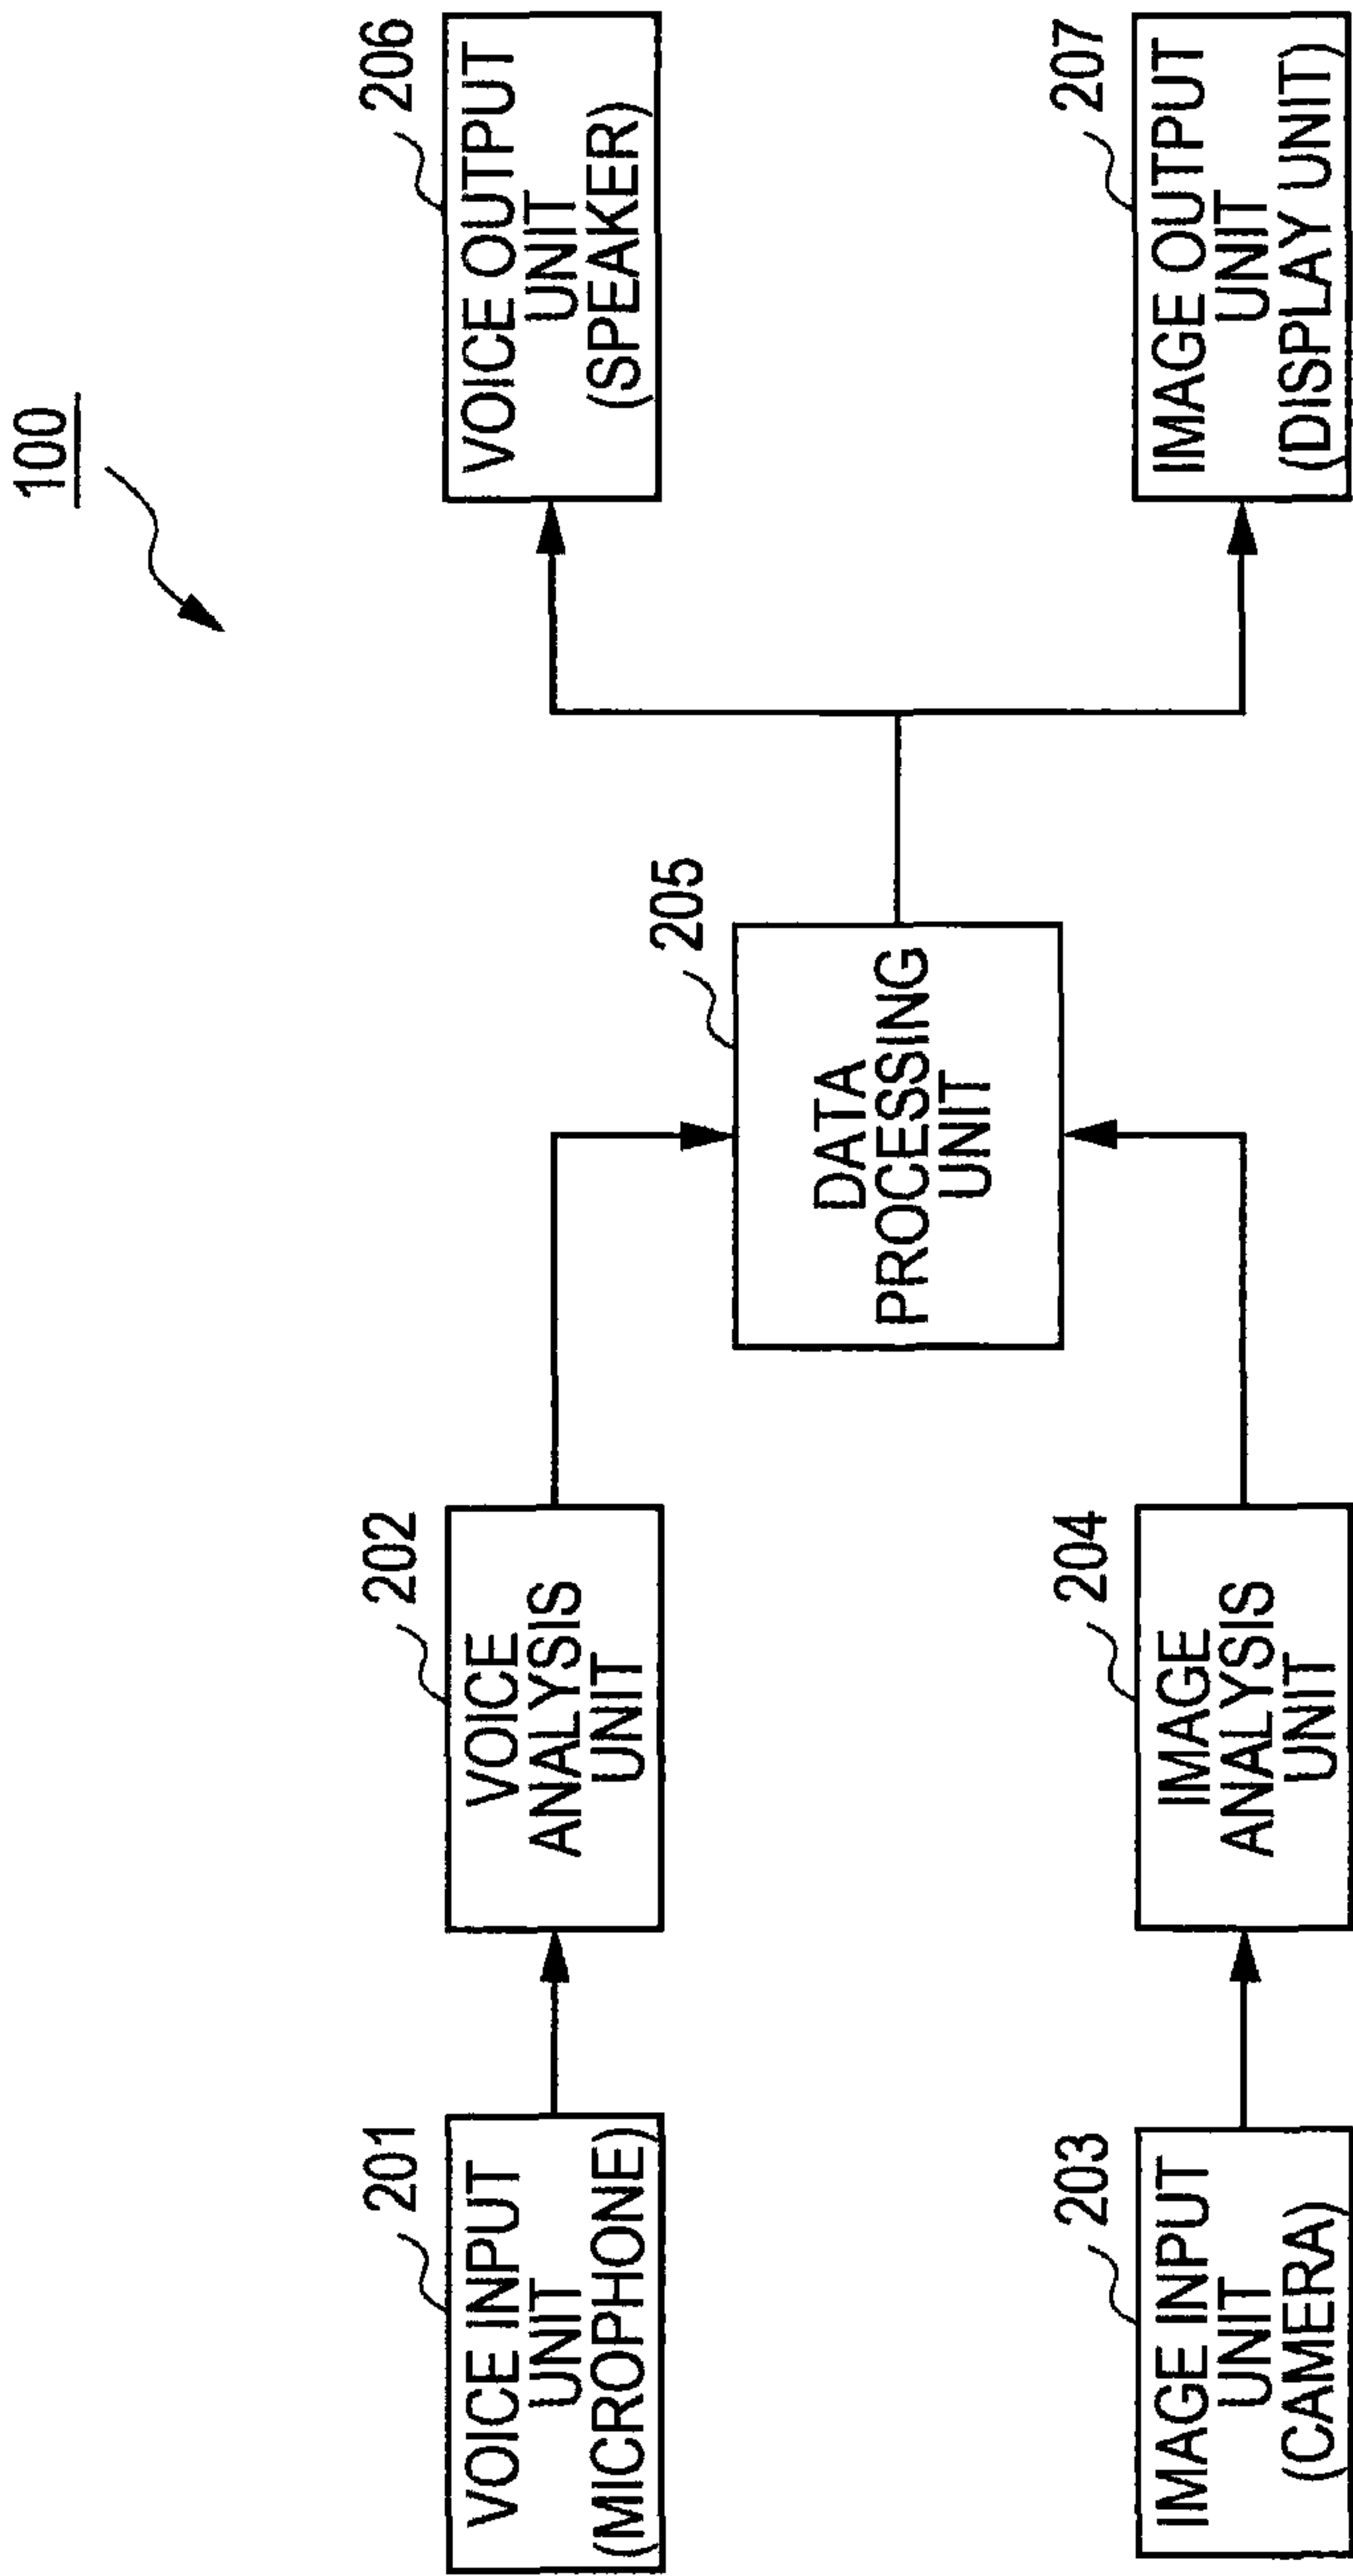 100
201
VOICE INPUT
UNIT
(MICROPHONE)
202
VOICE
ANALYSIS
UNIT
206
VOICE OUTPUT
UNIT
(SPEAKER)
205
DATA
PROCESSING
UNIT
203
IMAGE INPUT
UNIT
(CAMERA)
204
IMAGE
ANALYSIS
UNIT
207
IMAGE OUTPUT
UNIT
(DISPLAY UNIT)